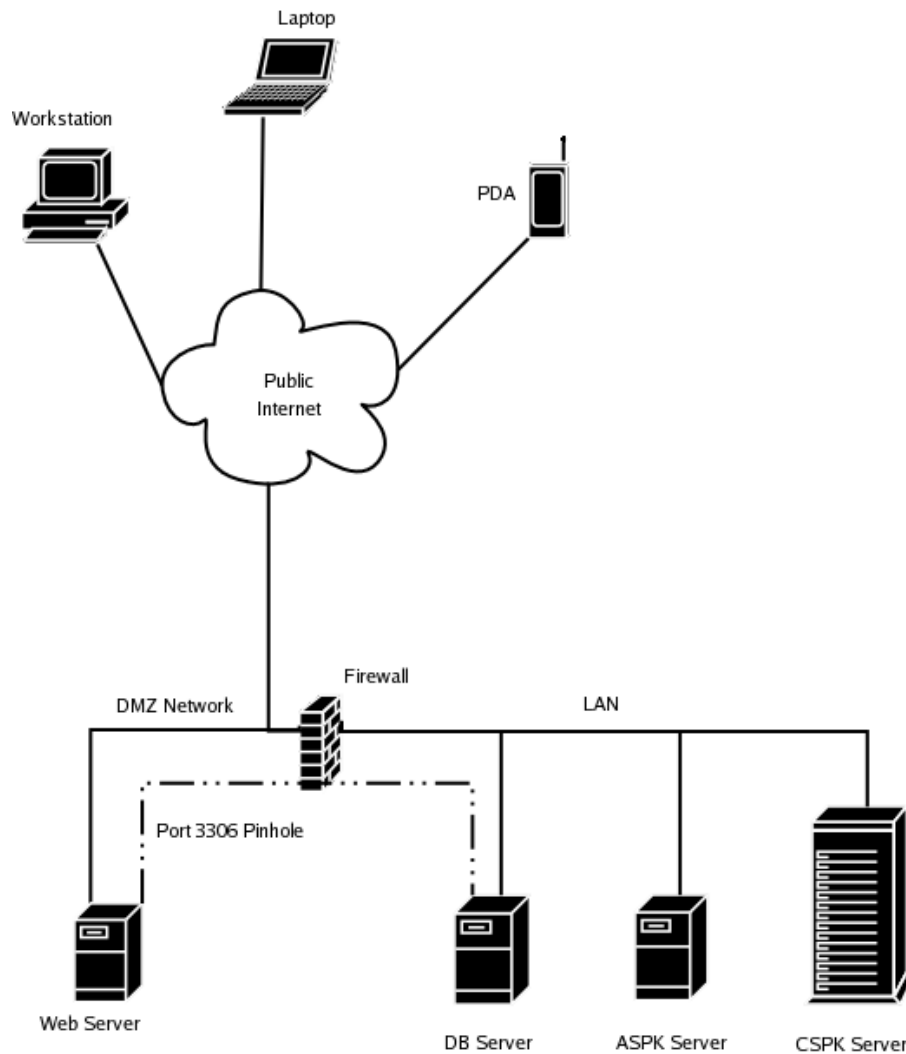 Laptop
Workstation
PDA
Public
Internet
Firewall
DMZ Network
LAN
Port 3306 Pinhole
Web Server
DB Server
ASPK Server
CSPK Server